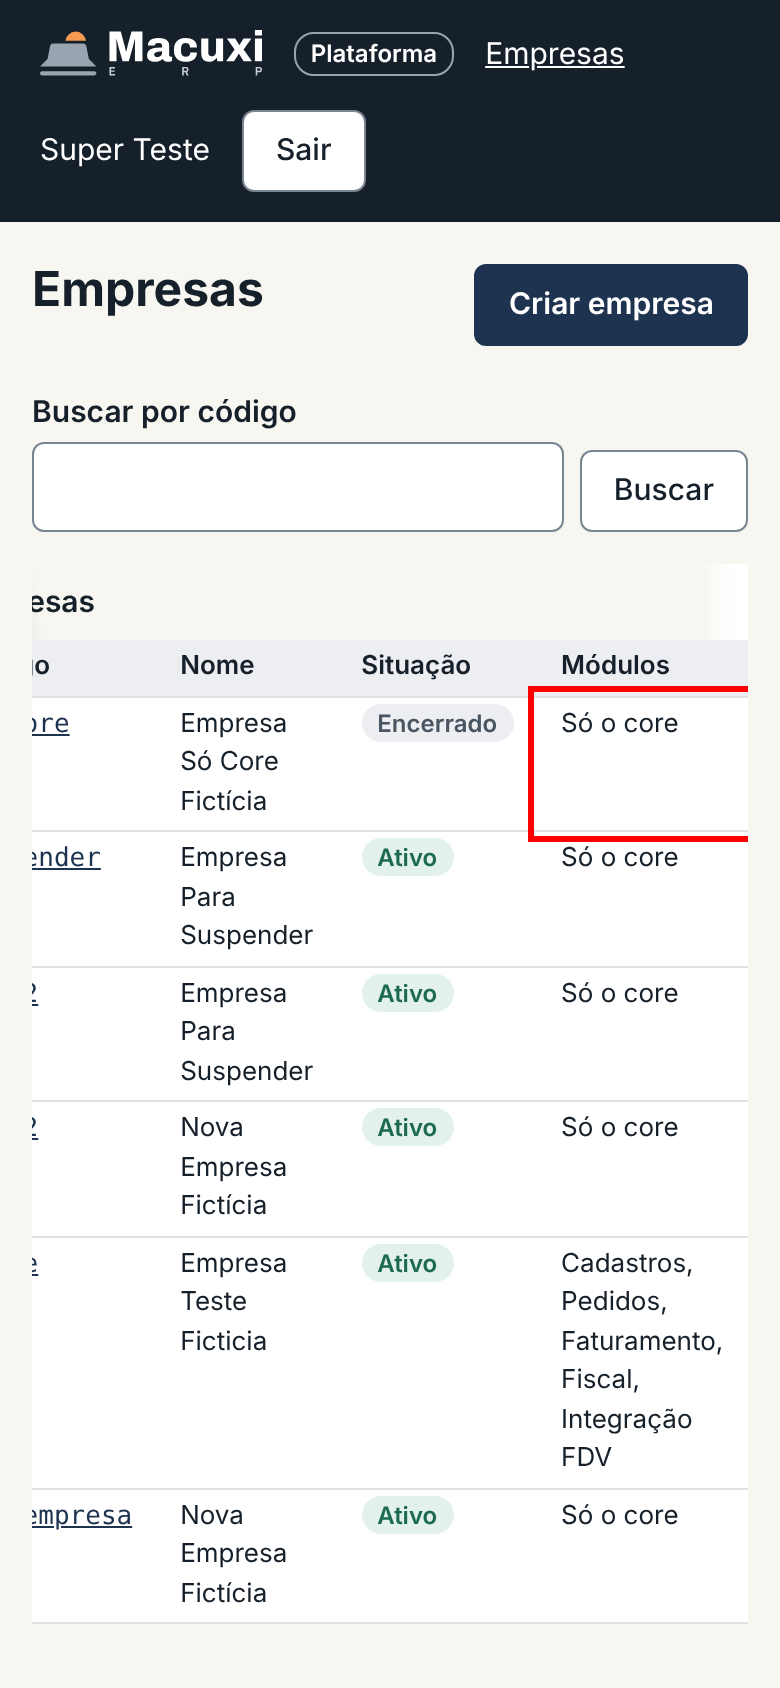 Macuxi
E R P
Plataforma
Empresas
Super Teste
Sair
Empresas
Criar empresa
Buscar por código
Buscar
esas
Nome
Situação
Módulos
Empresa
Só Core
Fictícia
Encerrado
Só o core
ender
Empresa
Para
Suspender
Ativo
Só o core
2
Empresa
Para
Suspender
Ativo
Só o core
2
Nova
Empresa
Fictícia
Ativo
Só o core
e
Empresa
Teste
Ficticia
Ativo
Cadastros,
Pedidos,
Faturamento,
Fiscal,
Integração
FDV
empresa
Nova
Empresa
Fictícia
Ativo
Só o core